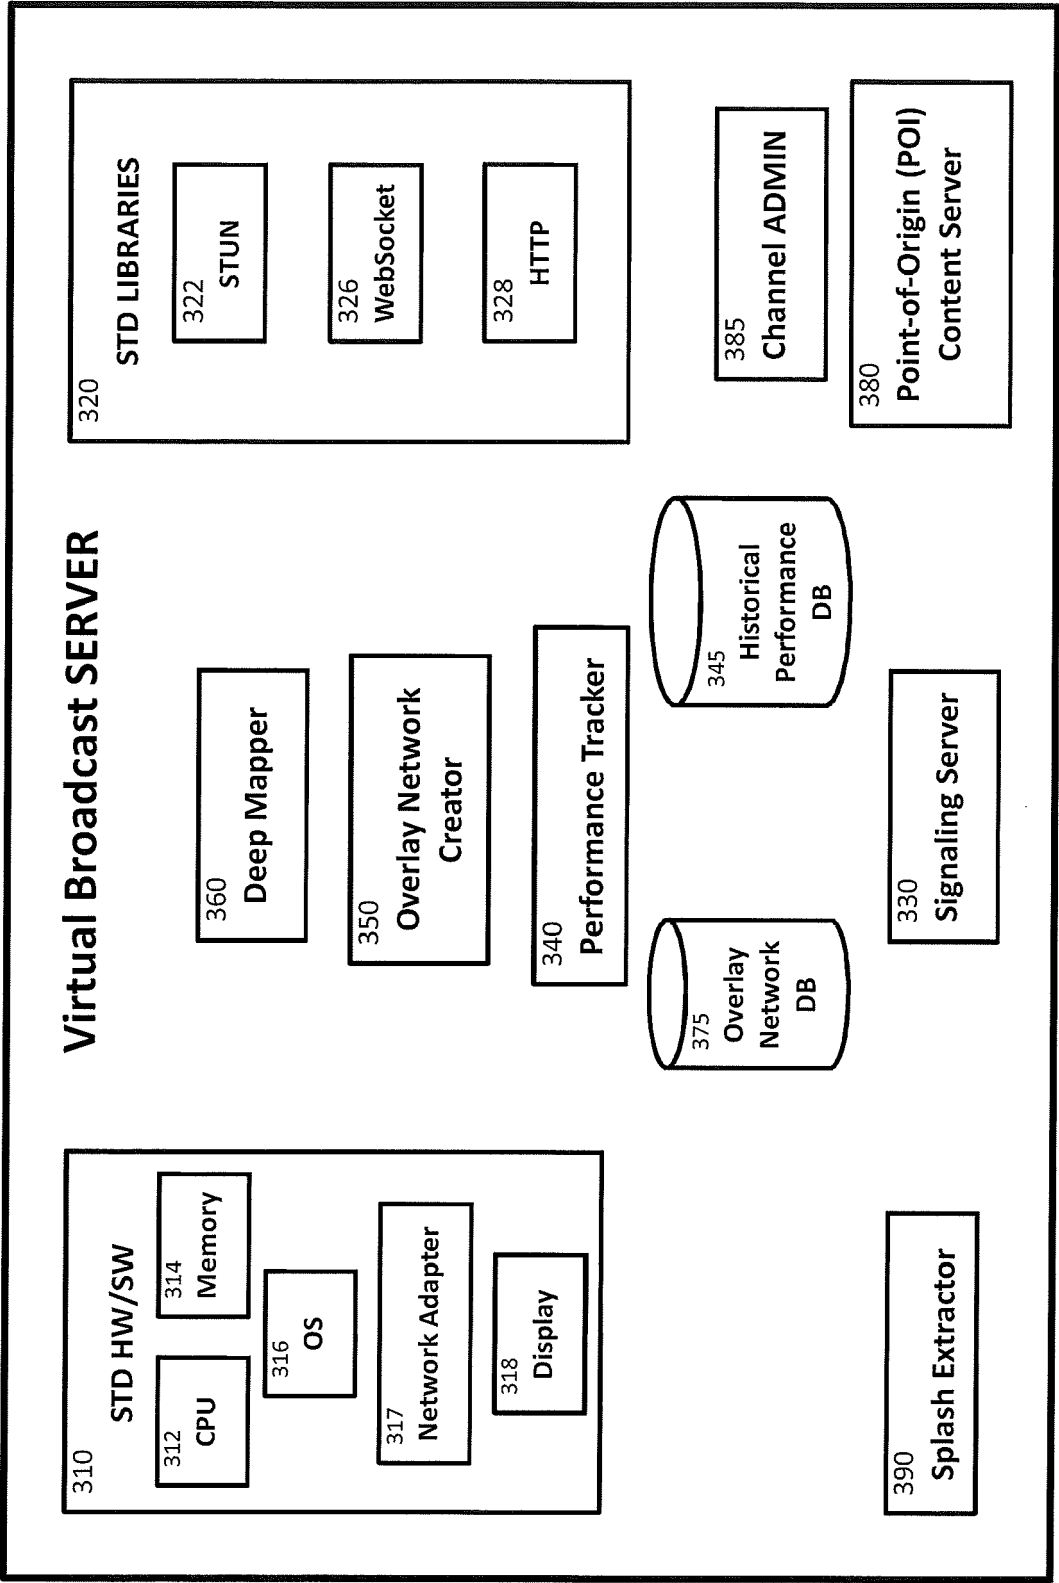 Virtual Broadcast SERVER
310
STD HW/SW
312
CPU
314
Memory
316
OS
317
Network Adapter
318
Display
360
Deep Mapper
350
Overlay Network
Creator
340
Performance Tracker
320
STD LIBRARIES
322
STUN
326
WebSocket
328
HTTP
375
Overlay
Network
DB
345
Historical
Performance
DB
385
Channel ADMIN
390
Splash Extractor
330
Signaling Server
380
Point-of-Origin (POI)
Content Server